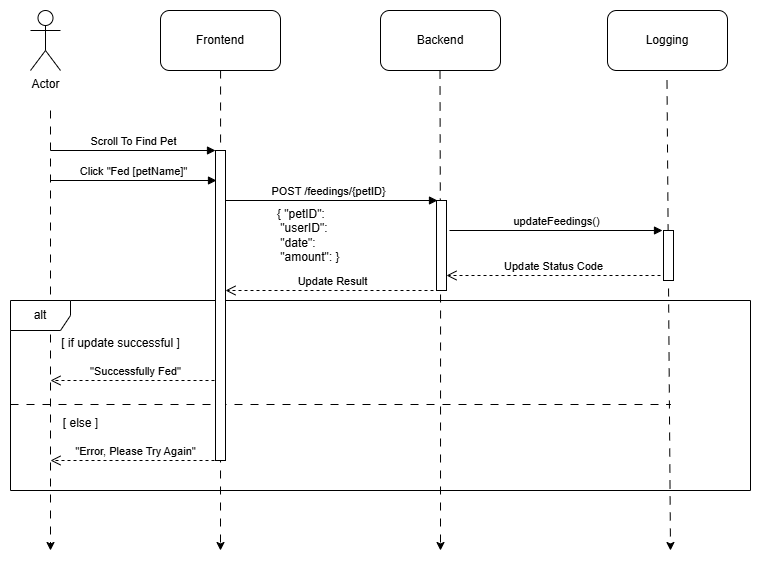 Frontend
Backend
Logging
Actor
Scroll To Find Pet
Click "Fed [petName]"
POST /feedings/{petID}
{ "petID":
"userID":
"date":
"amount": }
updateFeedings()
Update Status Code
Update Result
alt
[ if update successful ]
"Successfully Fed"
[ else ]
"Error, Please Try Again"